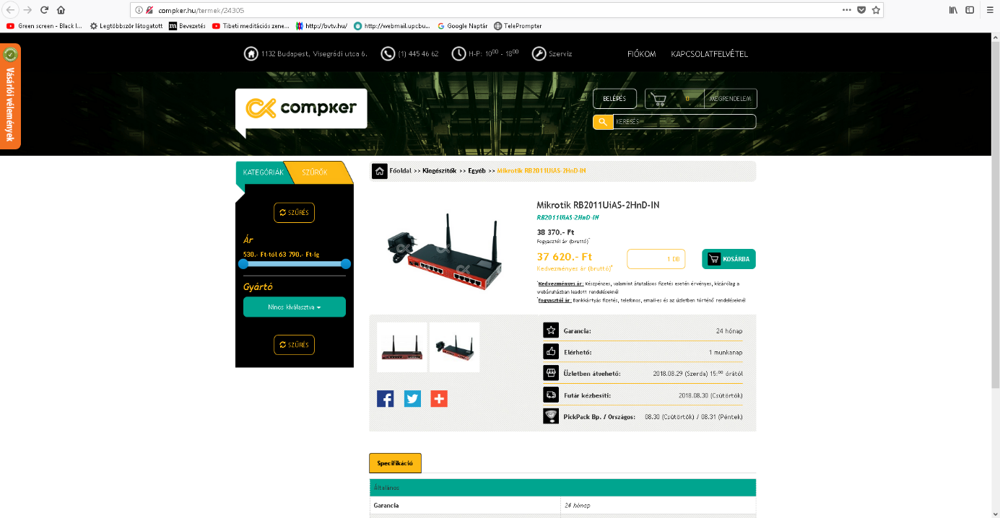 compker.hu/termek/24305
Green screen - Black l...
Legtöbbször látogatott
Bevezetés
Tibeti meditációs zene...
http://bvtv.hu/
http://webmail.upcbu...
Google Naptár
TelePrompter
1132 Budapest, Visegrádi utca 6.
(1) 445 46 62
H-P: 10⁰⁰ - 18⁰⁰
Szerviz
FIÓKOM
KAPCSOLATFELVÉTEL
Vásárlói vélemények
compker
BELÉPÉS
0
MEGRENDELEM
KERESÉS
KATEGÓRIÁK
SZŰRŐK
Főoldal >> Kiegészítők >> Egyéb >> Mikrotik RB2011UiAS-2HnD-IN
SZŰRÉS
Ár
530.- Ft-tól 63 790.- Ft-ig
Gyártó
Nincs kiválasztva
SZŰRÉS
Mikrotik RB2011UiAS-2HnD-IN
RB2011UiAS-2HnD-IN
38 370.- Ft
Fogyasztói ár (bruttó)*
37 620.- Ft
Kedvezményes ár (bruttó)*
1 DB
KOSÁRBA
*Kedvezményes ár: Készpénzes, valamint átutalásos fizetés esetén érvényes, kizárólag a
webáruházban leadott rendeléseknél
*Fogyasztói ár: Bankkártyás fizetés, telefonos, email-es és az üzletben történő rendeléseknél
Garancia: 24 hónap
Elérhető: 1 munkanap
Üzletben átvehető: 2018.08.29 (Szerda) 15:⁰⁰ órától
Futár kézbesíti: 2018.08.30 (Csütörtök)
PickPack Bp. / Országos: 08.30 (Csütörtök) / 08.31 (Péntek)
Specifikáció
Általános
Garancia 24 hónap